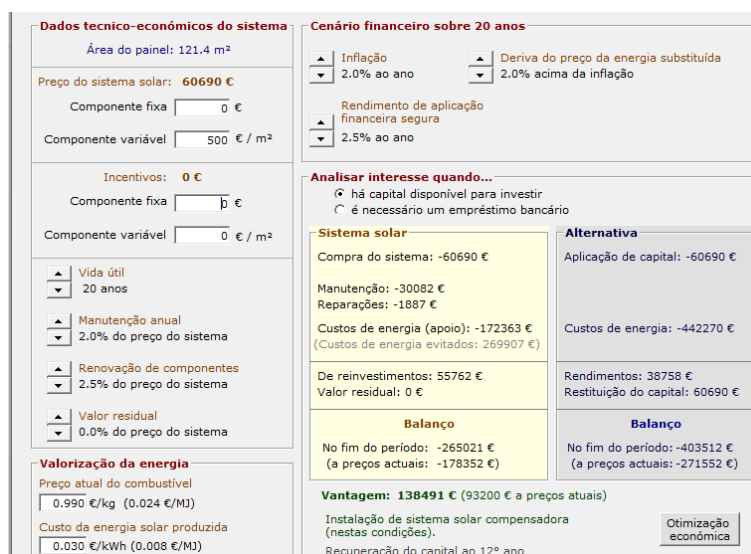 Dados tecnico-económicos do sistema
Área do painel: 121.4 m²
Preço do sistema solar: 60690 €
Componente fixa 0 €
Componente variável 500 € / m²
Incentivos: 0 €
Componente fixa 0 €
Componente variável 0 € / m²
Vida útil
20 anos
Manutenção anual
2.0% do preço do sistema
Renovação de componentes
2.5% do preço do sistema
Valor residual
0.0% do preço do sistema
Valorização da energia
Preço atual do combustível
0.990 €/kg (0.024 €/MJ)
Custo da energia solar produzida
0.030 €/kWh (0.008 €/MJ)
Cenário financeiro sobre 20 anos
Inflação
2.0% ao ano
Deriva do preço da energia substituída
2.0% acima da inflação
Rendimento de aplicação
financeira segura
2.5% ao ano
Analisar interesse quando...
há capital disponível para investir
é necessário um empréstimo bancário
Sistema solar
Compra do sistema: -60690 €
Manutenção: -30082 €
Reparações: -1887 €
Custos de energia (apoio): -172363 €
(Custos de energia evitados: 269907 €)
De reinvestimentos: 55762 €
Valor residual: 0 €
Balanço
No fim do período: -265021 €
(a preços actuais: -178352 €)
Alternativa
Aplicação de capital: -60690 €
Custos de energia: -442270 €
Rendimentos: 38758 €
Restituição do capital: 60690 €
Balanço
No fim do período: -403512 €
(a preços actuais: -271552 €)
Vantagem: 138491 € (93200 € a preços atuais)
Instalação de sistema solar compensadora
(nestas condições).
Recuperação do capital ao 12º ano
Otimização
económica